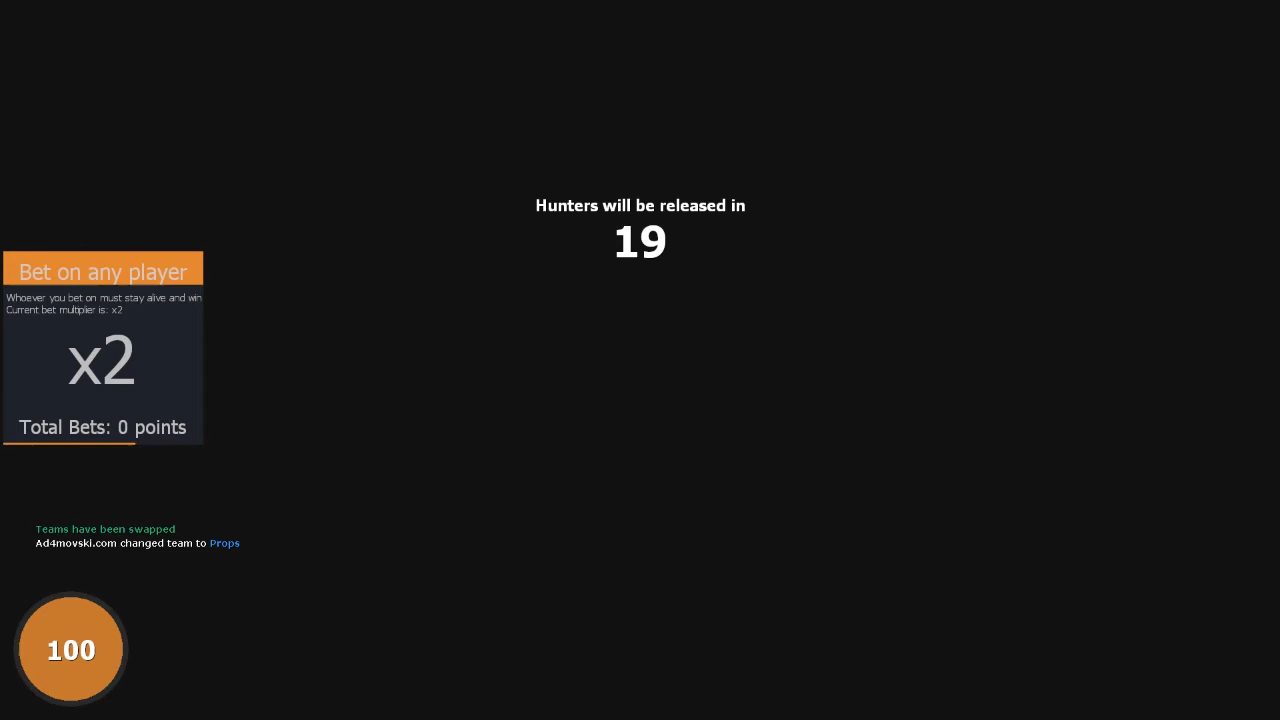 Hunters will be released in
19
Bet on any player
Whoever you bet on must stay alive and win
Current bet multiplier is: x2
x2
Total Bets: 0 points
Teams have been swapped
Ad4movski.com changed team to Props
100